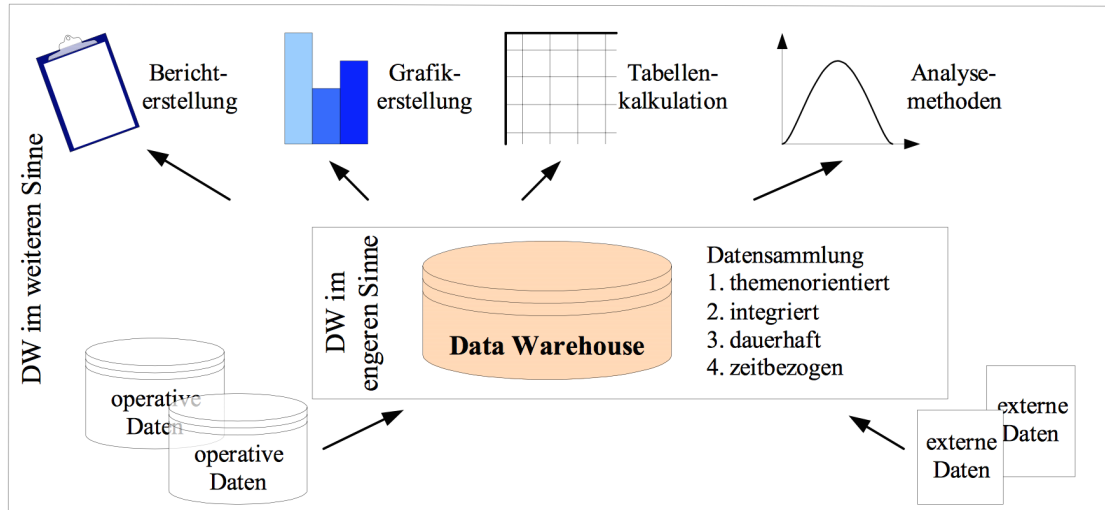 Bericht-
erstellung
Grafik-
erstellung
Tabellen-
kalkulation
Analyse-
methoden
DW im weiteren Sinne
DW im
engeren Sinne
Data Warehouse
Datensammlung
1. themenorientiert
2. integriert
3. dauerhaft
4. zeitbezogen
operative
Daten
operative
Daten
externe
Daten
externe
Daten